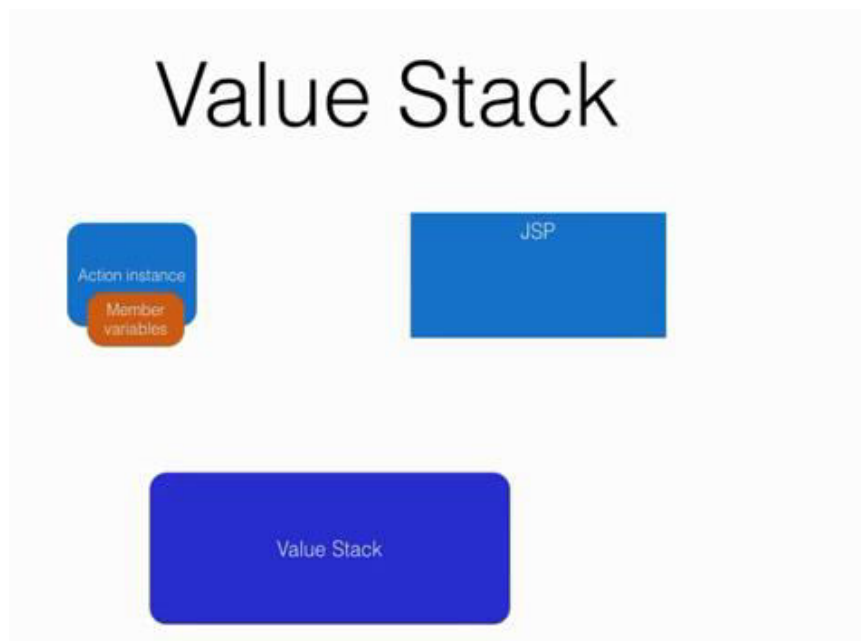 Value Stack
JSP
Action instance
Member
variables
Value Stack